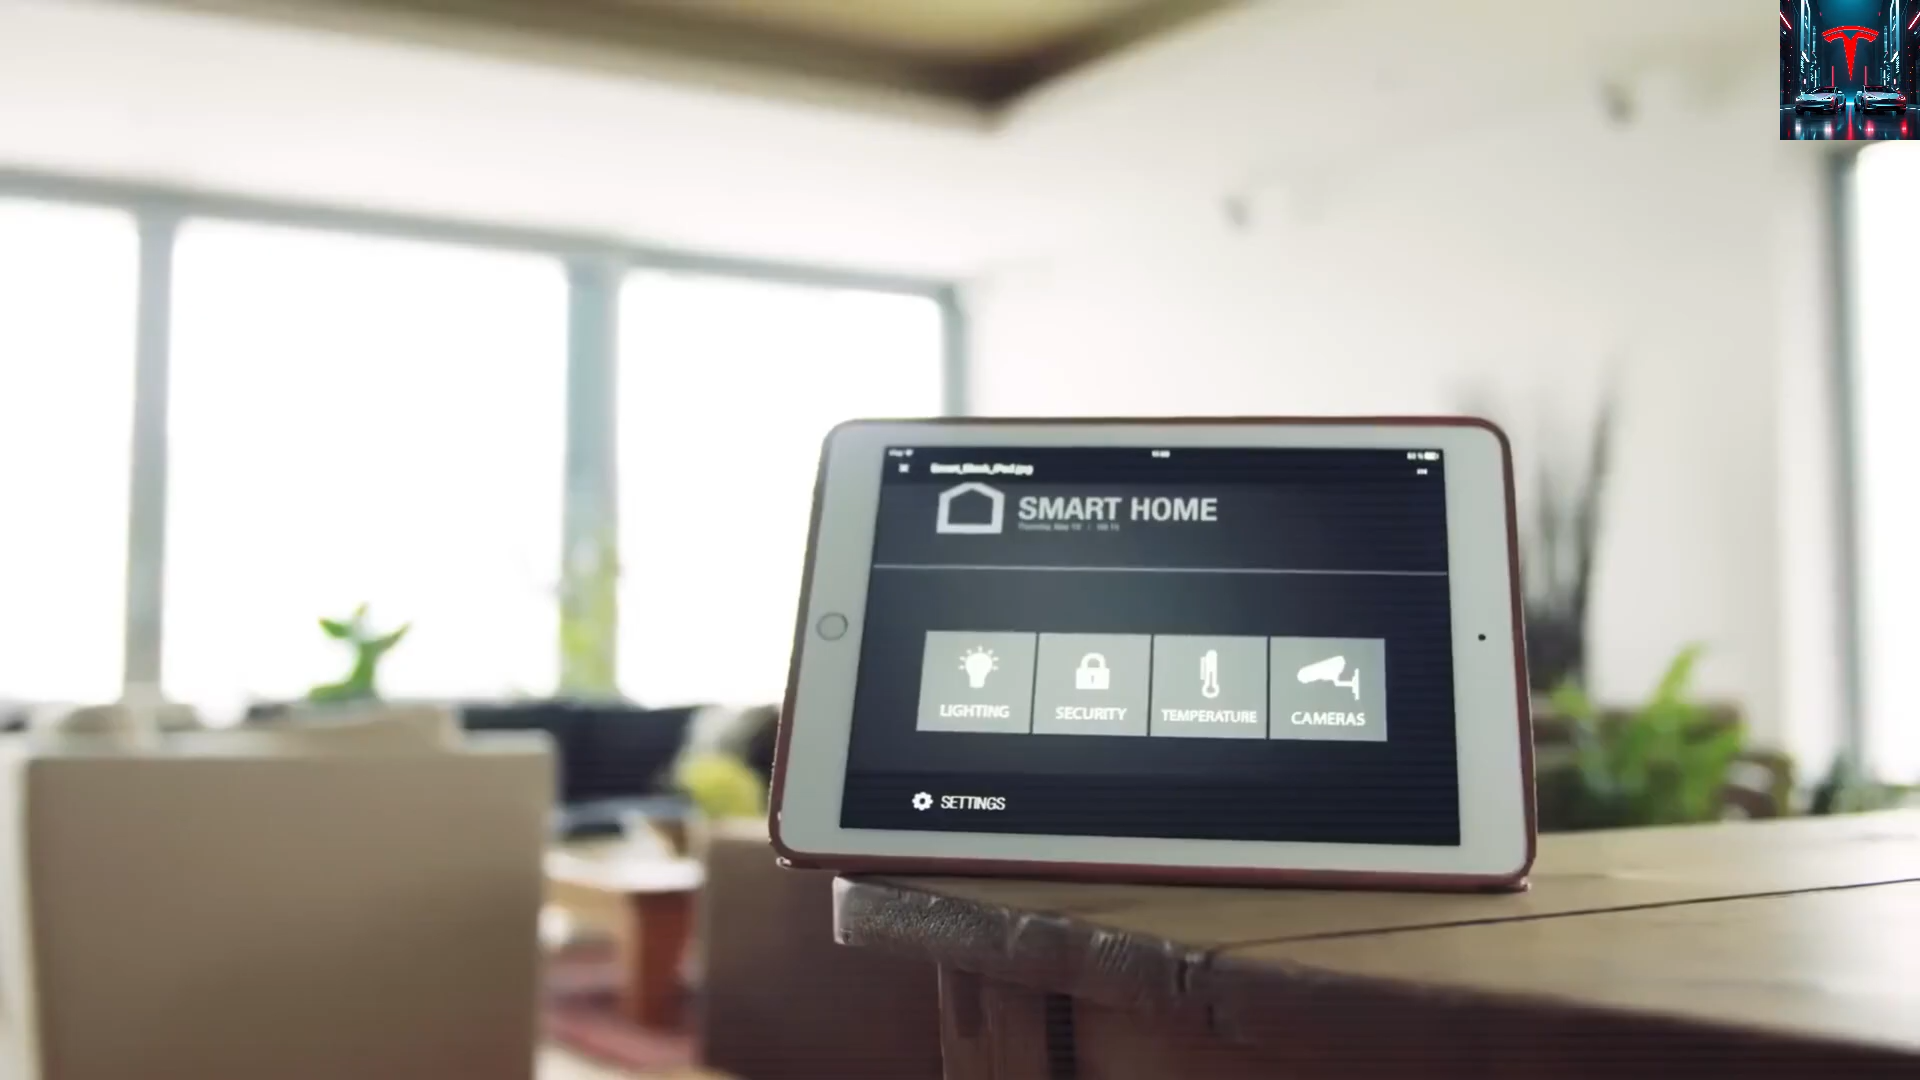 SMART HOME
LIGHTING
SECURITY
TEMPERATURE
CAMERAS
SETTINGS